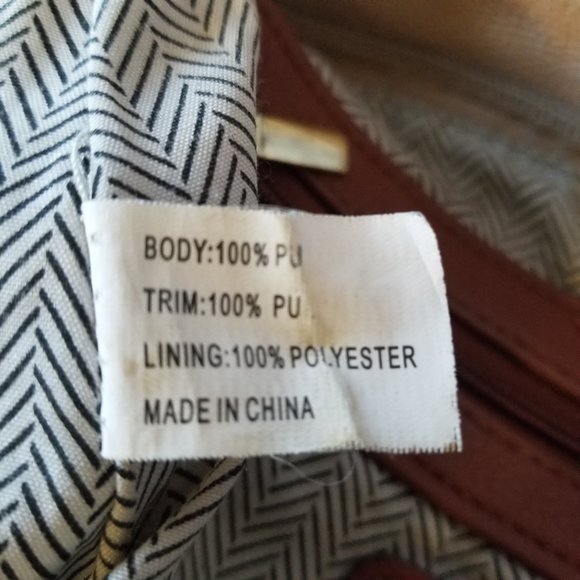 BODY:100% PU
TRIM:100% PU
LINING:100% POLYESTER
MADE IN CHINA